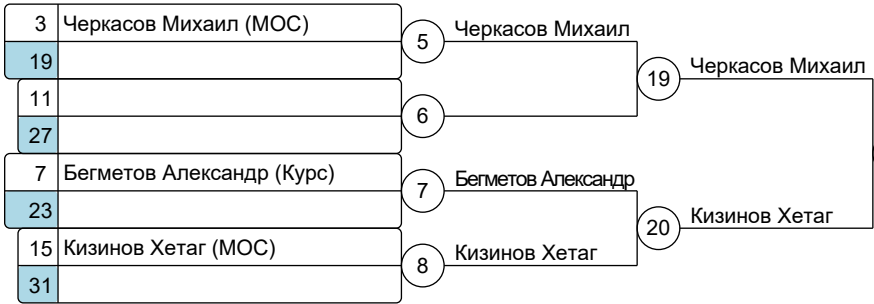 3 Черкасов Михаил (МОС)
19
5 Черкасов Михаил
19 Черкасов Михаил
11
27
6
7 Бегметов Александр (Курс)
23
7 Бегметов Александр
20 Кизинов Хетаг
15 Кизинов Хетаг (МОС)
31
8 Кизинов Хетаг